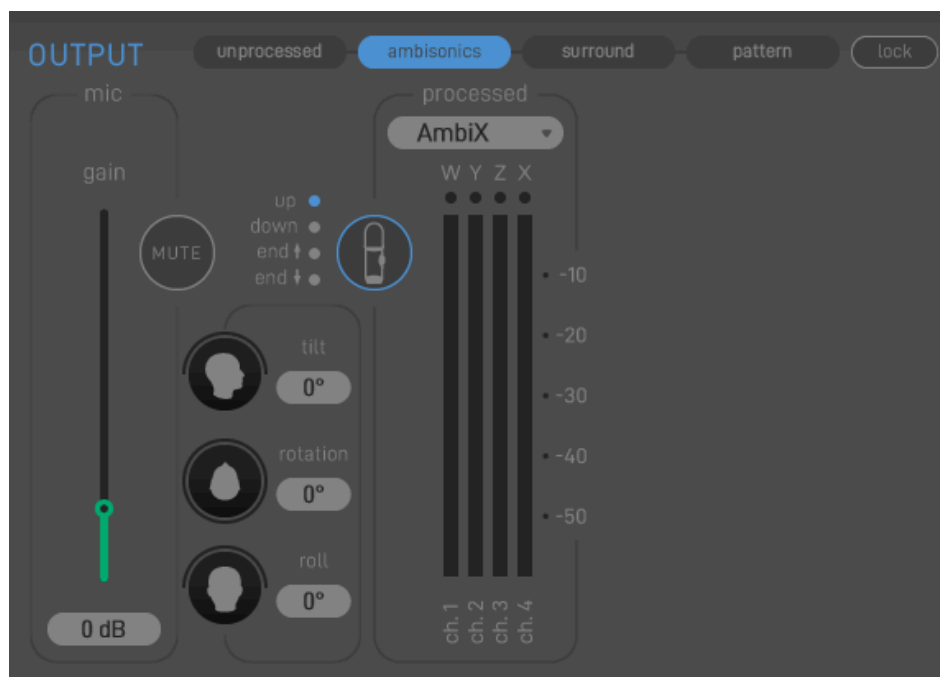 OUTPUT
unprocessed
ambisonics
surround
pattern
lock
mic
gain
MUTE
0 dB
up
down
end
end
tilt
0°
rotation
0°
roll
0°
processed
AmbiX
W Y Z X
-10
-20
-30
-40
-50
ch. 1
ch. 2
ch. 3
ch. 4